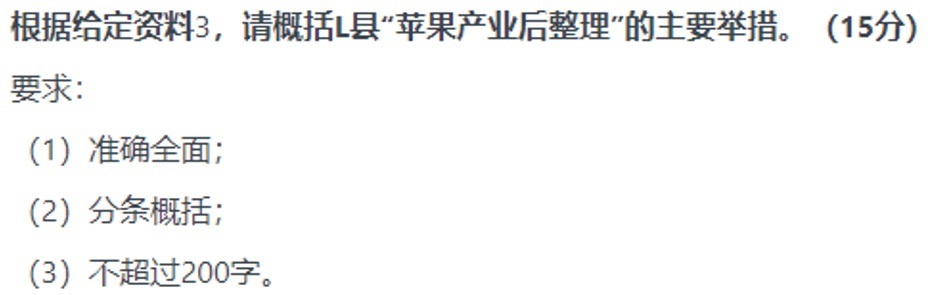 根据给定资料3，请概括L县“苹果产业后整理”的主要举措。（15分）
要求：
（1）准确全面；
（2）分条概括；
（3）不超过200字。